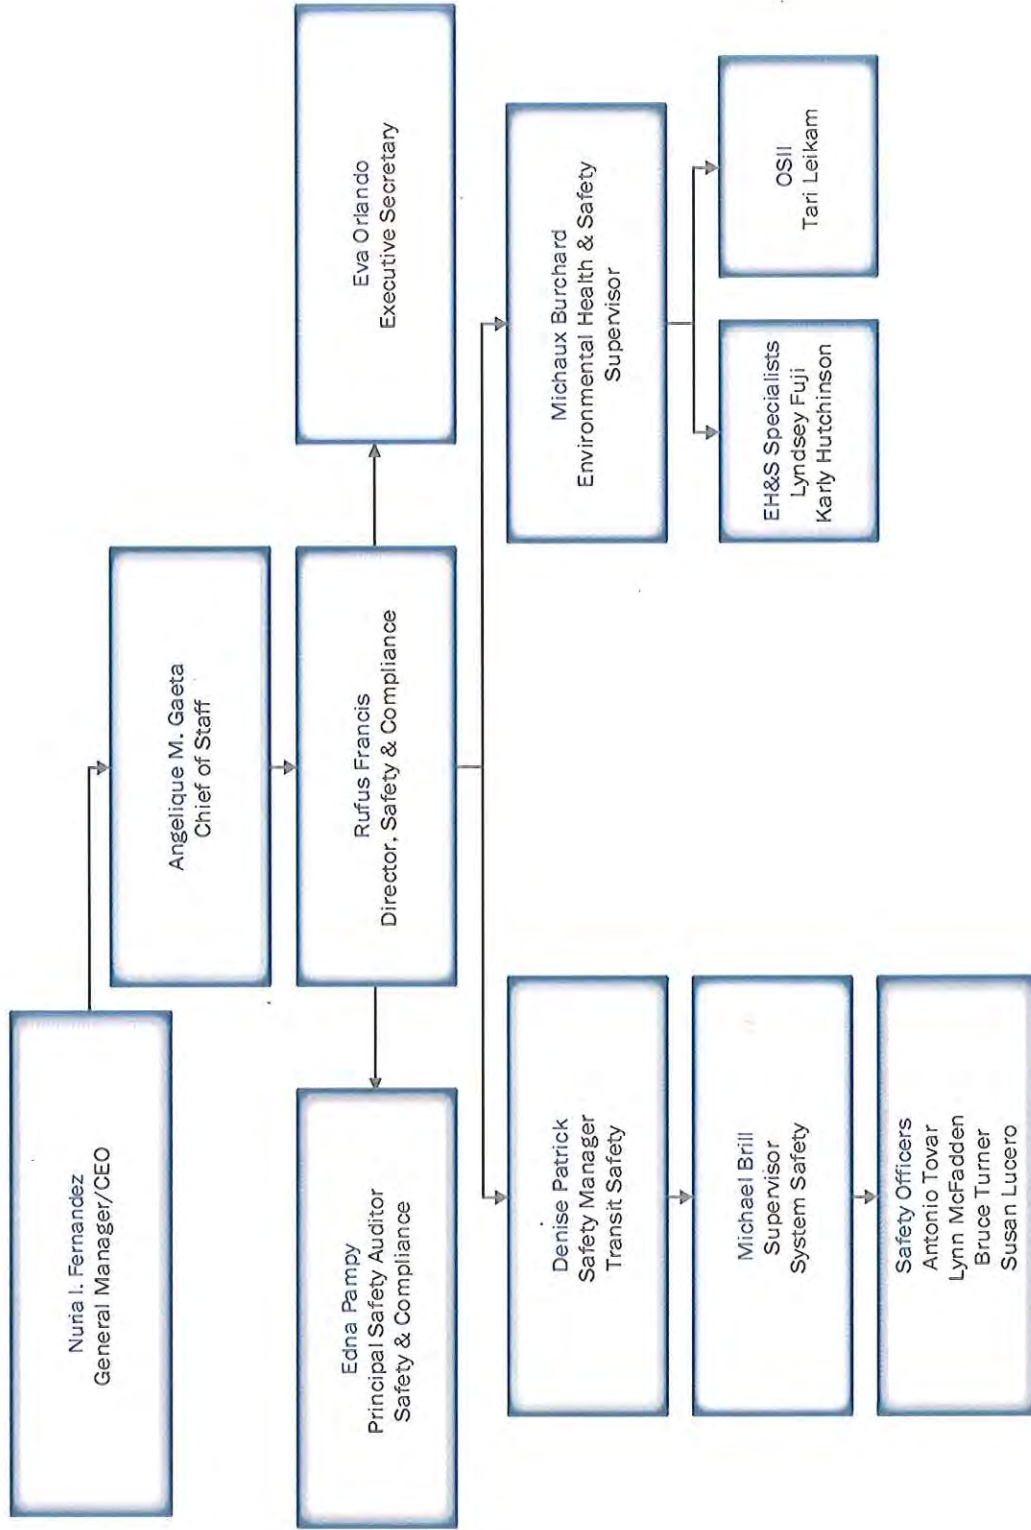 Nuria I. Fernandez
General Manager/CEO
Angelique M. Gaeta
Chief of Staff
Edna Pampy
Principal Safety Auditor
Safety & Compliance
Rufus Francis
Director, Safety & Compliance
Eva Orlando
Executive Secretary
Denise Patrick
Safety Manager
Transit Safety
Michaux Burchard
Environmental Health & Safety
Supervisor
Michael Brill
Supervisor
System Safety
EH&S Specialists
Lyndsey Fuji
Karly Hutchinson
OSII
Tari Leikam
Safety Officers
Antonio Tovar
Lynn McFadden
Bruce Turner
Susan Lucero